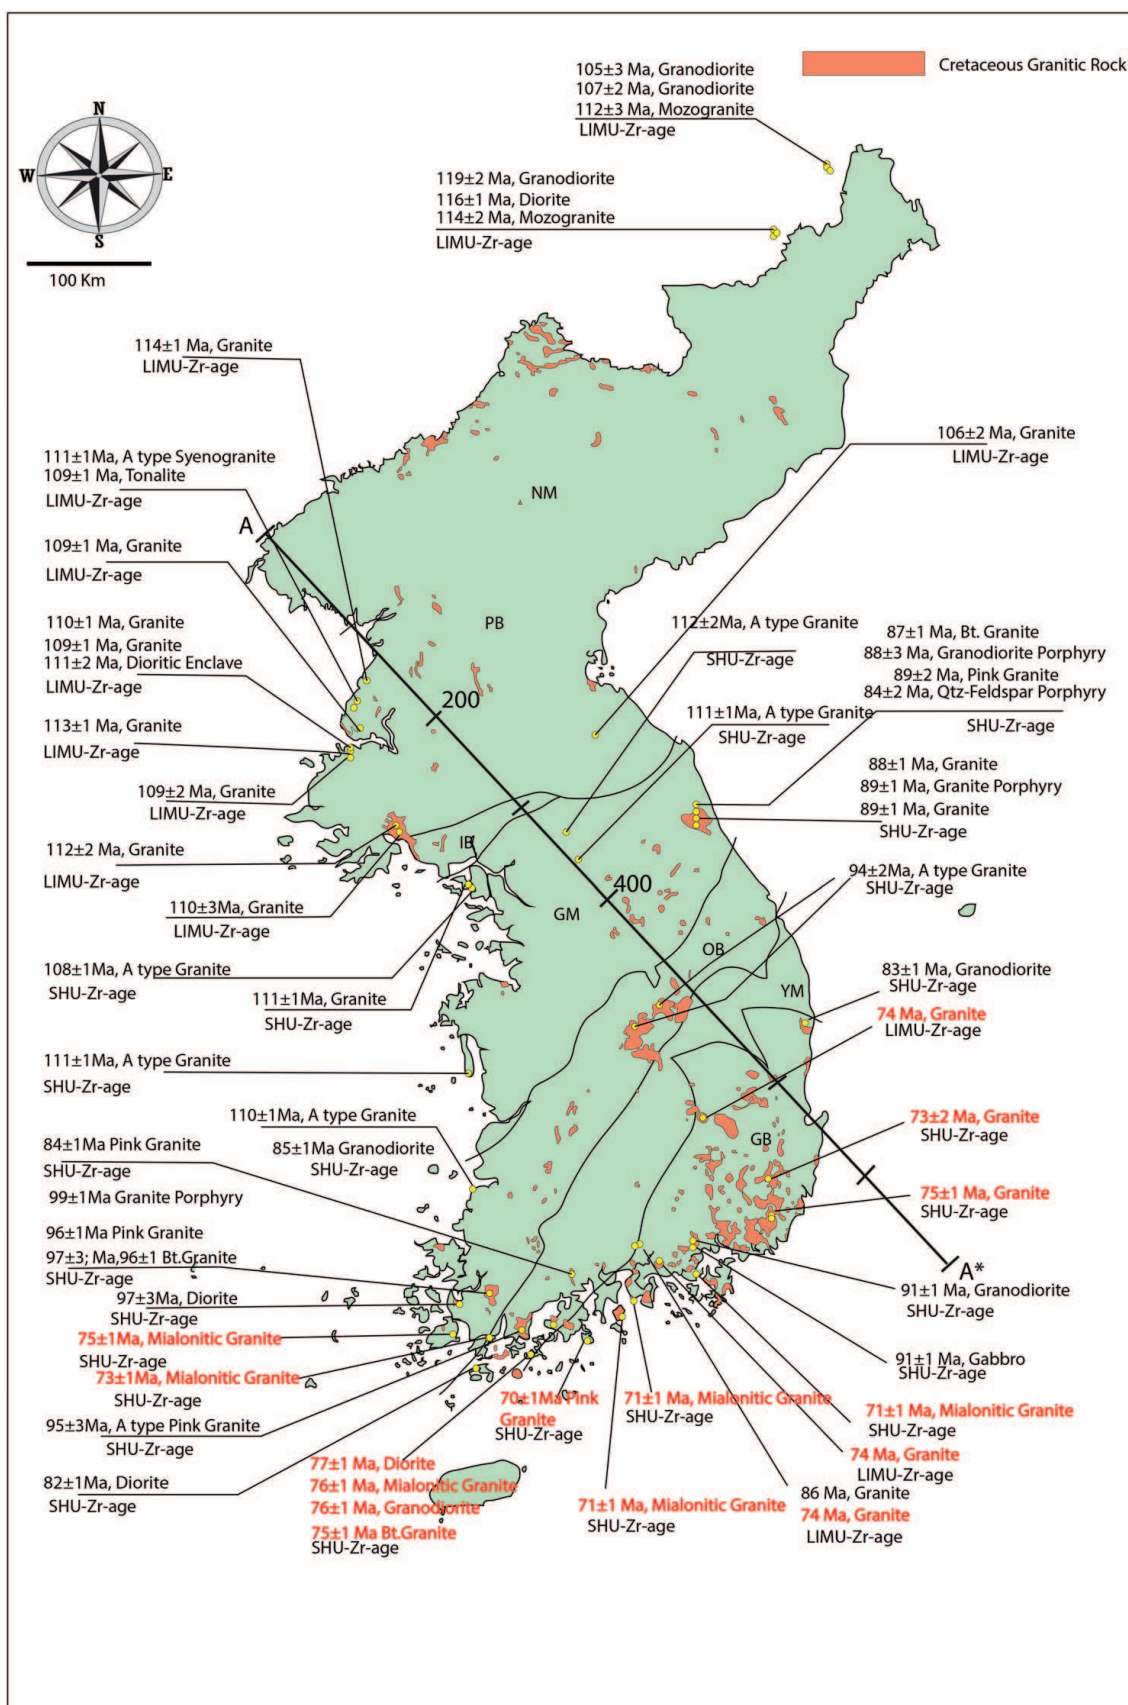 Cretaceous Granitic Rock
105±3 Ma, Granodiorite
107±2 Ma, Granodiorite
112±3 Ma, Mozogranite
LIMU-Zr-age
N
W
E
S
100 Km
119±2 Ma, Granodiorite
116±1 Ma, Diorite
114±2 Ma, Mozogranite
LIMU-Zr-age
114±1 Ma, Granite
LIMU-Zr-age
106±2 Ma, Granite
LIMU-Zr-age
111±1Ma, A type Syenogranite
109±1 Ma, Tonalite
LIMU-Zr-age
NM
A
109±1 Ma, Granite
LIMU-Zr-age
110±1 Ma, Granite
109±1 Ma, Granite
111±2 Ma, Dioritic Enclave
LIMU-Zr-age
PB
112±2Ma, A type Granite
SHU-Zr-age
87±1 Ma, Bt. Granite
88±3 Ma, Granodiorite Porphyry
89±2 Ma, Pink Granite
84±2 Ma, Qtz-Feldspar Porphyry
SHU-Zr-age
200
111±1Ma, A type Granite
SHU-Zr-age
113±1 Ma, Granite
LIMU-Zr-age
88±1 Ma, Granite
89±1 Ma, Granite Porphyry
89±1 Ma, Granite
SHU-Zr-age
109±2 Ma, Granite
LIMU-Zr-age
IB
112±2 Ma, Granite
LIMU-Zr-age
94±2Ma, A type Granite
SHU-Zr-age
400
GM
110±3Ma, Granite
LIMU-Zr-age
OB
108±1Ma, A type Granite
SHU-Zr-age
111±1Ma, Granite
SHU-Zr-age
83±1 Ma, Granodiorite
SHU-Zr-age
YM
74 Ma, Granite
LIMU-Zr-age
111±1Ma, A type Granite
SHU-Zr-age
110±1Ma, A type Granite
73±2 Ma, Granite
SHU-Zr-age
GB
84±1Ma Pink Granite
SHU-Zr-age
85±1Ma Granodiorite
SHU-Zr-age
99±1Ma Granite Porphyry
75±1 Ma, Granite
SHU-Zr-age
96±1Ma Pink Granite
97±3; Ma,96±1 Bt.Granite
SHU-Zr-age
A*
91±1 Ma, Granodiorite
SHU-Zr-age
97±3Ma, Diorite
SHU-Zr-age
75±1Ma, Mialonitic Granite
SHU-Zr-age
91±1 Ma, Gabbro
SHU-Zr-age
73±1Ma, Mialonitic Granite
SHU-Zr-age
70±1Ma Pink
Granite
SHU-Zr-age
71±1 Ma, Mialonitic Granite
SHU-Zr-age
71±1 Ma, Mialonitic Granite
SHU-Zr-age
95±3Ma, A type Pink Granite
SHU-Zr-age
74 Ma, Granite
LIMU-Zr-age
82±1Ma, Diorite
SHU-Zr-age
77±1 Ma, Diorite
76±1 Ma, Mialonitic Granite
76±1 Ma, Granodiorite
75±1 Ma Bt.Granite
SHU-Zr-age
71±1 Ma, Mialonitic Granite
SHU-Zr-age
86 Ma, Granite
74 Ma, Granite
LIMU-Zr-age